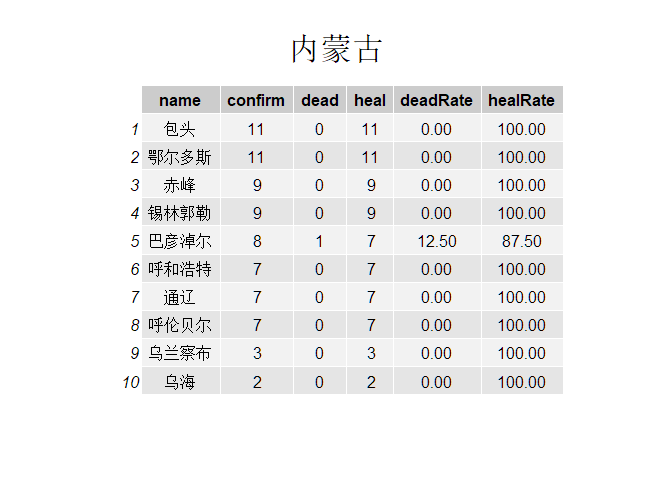 内蒙古
name confirm dead heal deadRate healRate
1 包头 11 0 11 0.00 100.00
2 鄂尔多斯 11 0 11 0.00 100.00
3 赤峰 9 0 9 0.00 100.00
4 锡林郭勒 9 0 9 0.00 100.00
5 巴彦淖尔 8 1 7 12.50 87.50
6 呼和浩特 7 0 7 0.00 100.00
7 通辽 7 0 7 0.00 100.00
8 呼伦贝尔 7 0 7 0.00 100.00
9 乌兰察布 3 0 3 0.00 100.00
10 乌海 2 0 2 0.00 100.00